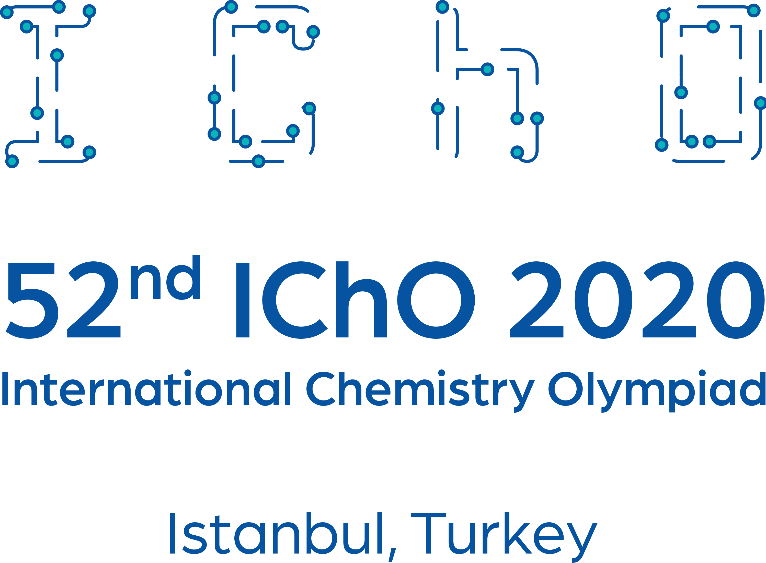 IChO
52nd IChO 2020
International Chemistry Olympiad
Istanbul, Turkey